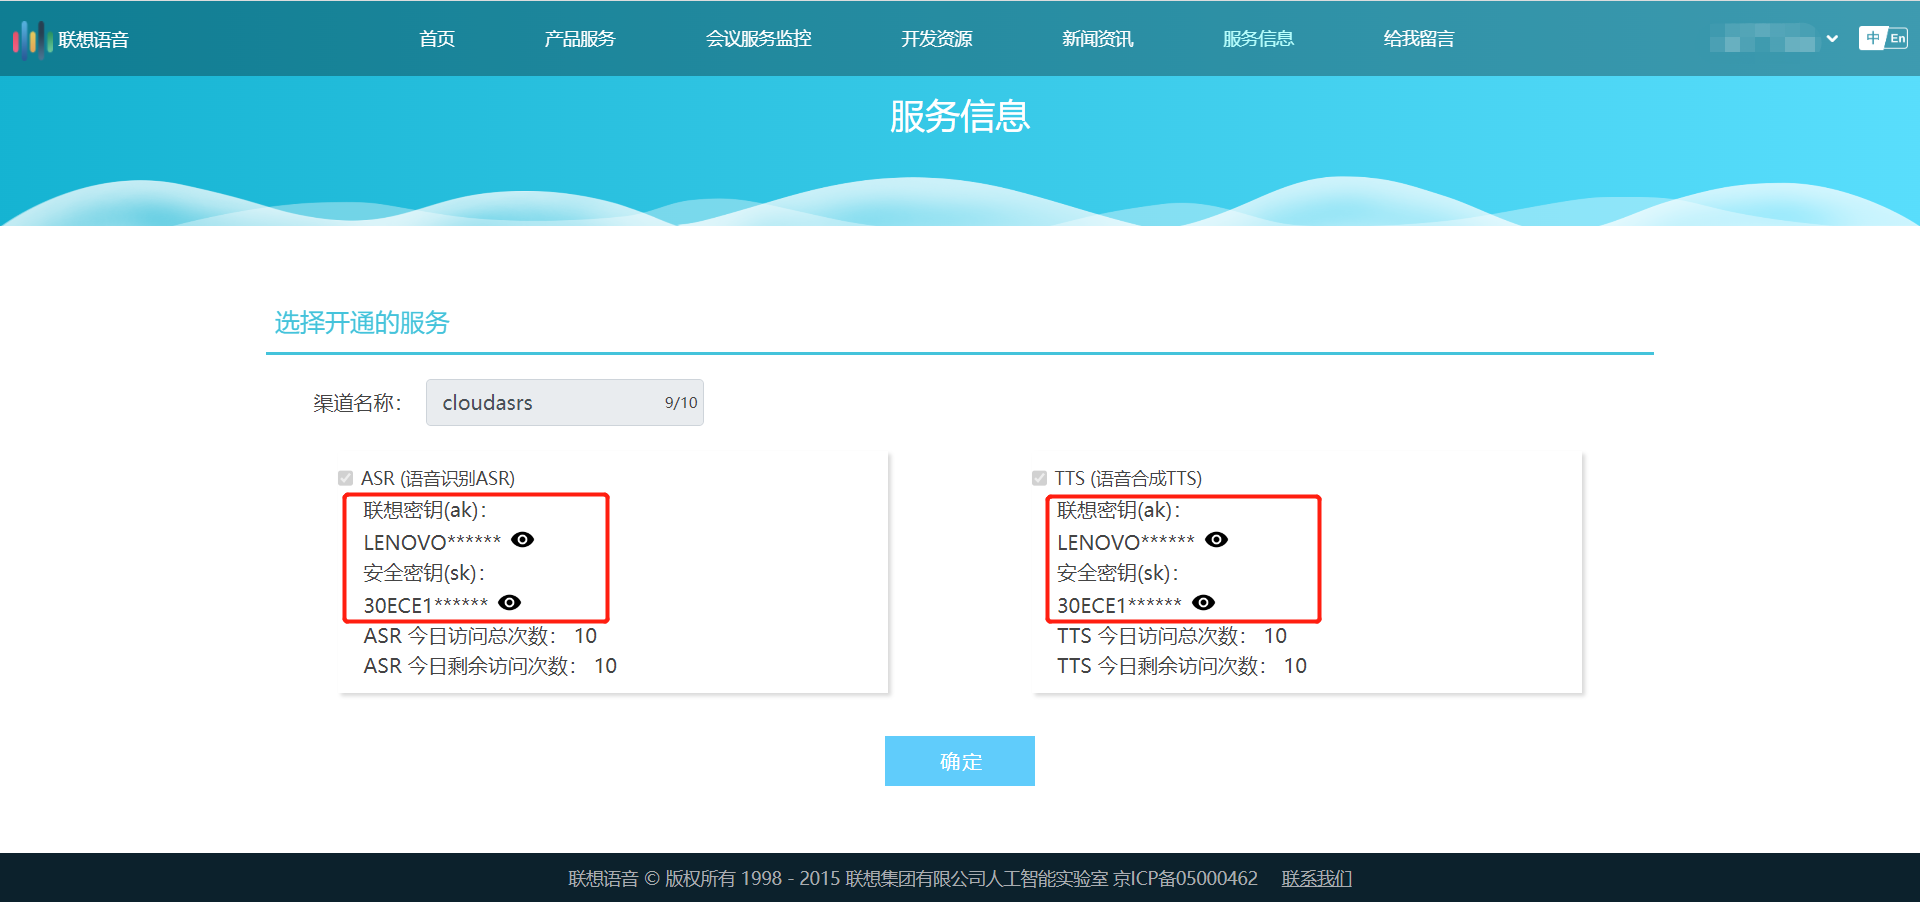 联想语音
首页
产品服务
会议服务监控
开发资源
新闻资讯
服务信息
给我留言
中 En
服务信息
选择开通的服务
渠道名称： cloudasrs 9/10
ASR (语音识别ASR)
联想密钥(ak)：
LENOVO******
安全密钥(sk)：
30ECE1******
ASR 今日访问总次数： 10
ASR 今日剩余访问次数： 10
TTS (语音合成TTS)
联想密钥(ak)：
LENOVO******
安全密钥(sk)：
30ECE1******
TTS 今日访问总次数： 10
TTS 今日剩余访问次数： 10
确定
联想语音 © 版权所有 1998 - 2015 联想集团有限公司人工智能实验室 京ICP备05000462 联系我们